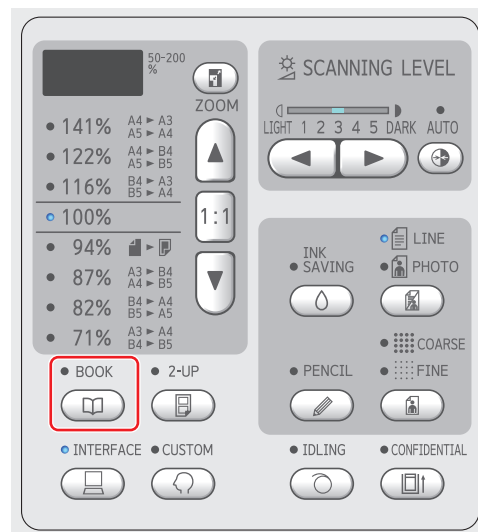 50-200
%
ZOOM
141% A4 ► A3
A5 ► A4
122% A4 ► B4
A5 ► B5
116% B4 ► A3
B5 ► A4
100%
1:1
94%
87% A3 ► B4
A4 ► B5
82% B4 ► A4
B5 ► A5
71% A3 ► A4
B4 ► B5
BOOK
2-UP
INTERFACE
CUSTOM
SCANNING LEVEL
LIGHT 1 2 3 4 5 DARK AUTO
INK
SAVING
LINE
PHOTO
COARSE
PENCIL
FINE
IDLING
CONFIDENTIAL